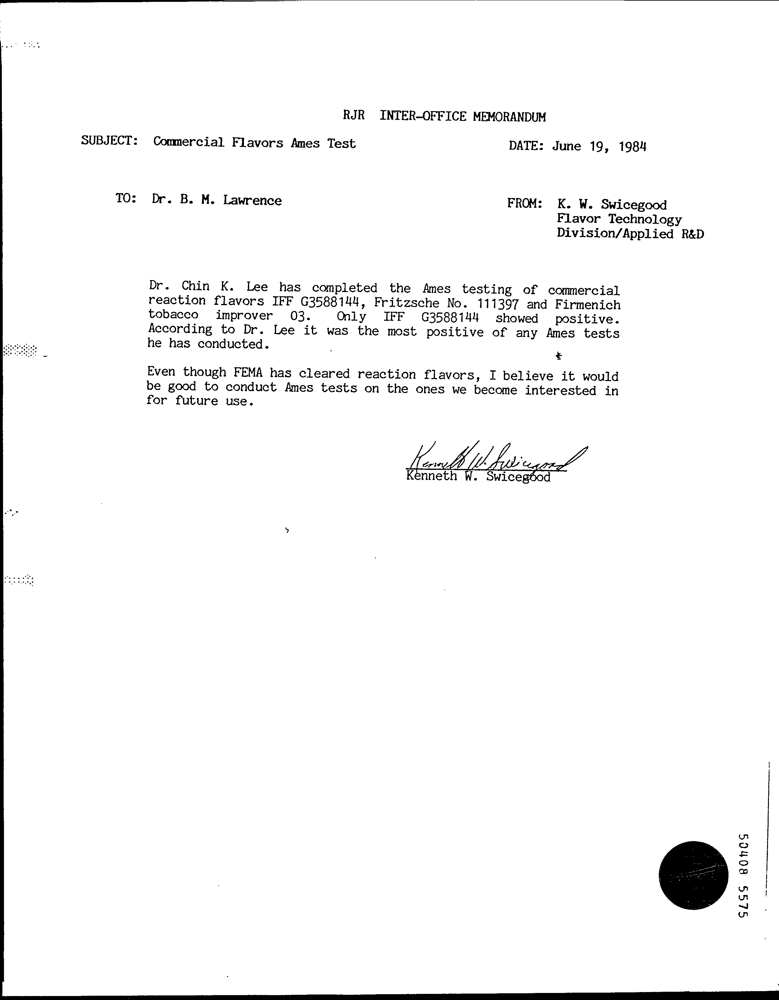 RJR INTER-OFFICE MEMORANDUM
SUBJECT: Commercial Flavors Ames Test
DATE: June 19, 1984
TO: Dr. B. M. Lawrence
FROM: K. W. Swicegood
Flavor Technology
Division/Applied R&D
Dr. Chin K. Lee has completed the Ames testing of commercial
reaction flavors IFF G3588144, Fritzsche No. 111397 and Firmenich
tobacco improver 03. Only IFF G3588144 showed positive.
According to Dr. Lee it was the most positive of any Ames tests
he has conducted.
Even though FEMA has cleared reaction flavors, I believe it would
be good to conduct Ames tests on the ones we become interested in
for future use.
Kenneth W. Swicegood
Kenneth W. Swicegood
50408 5575